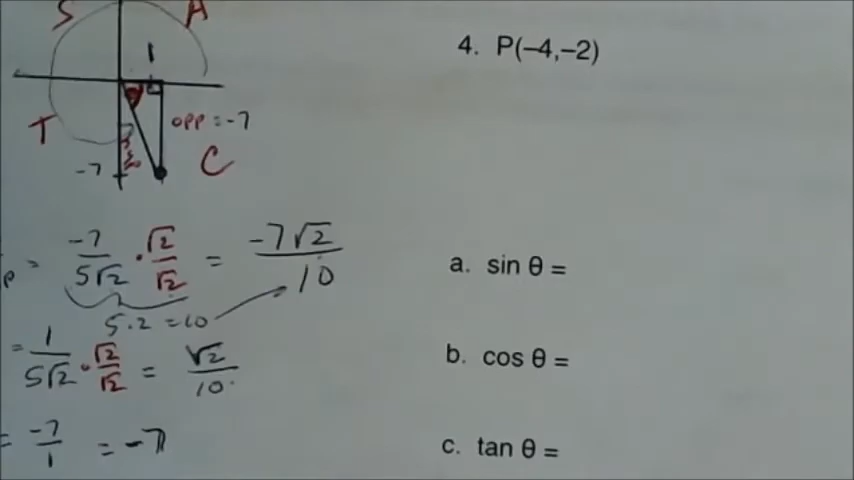 S A
1
T opp = -7
C
-7
= -7/5√2 · √2/√2 = -7√2/10
5·2 = 10
= 1/5√2 · √2/√2 = √2/10
= -7/1 = -7
4. P(–4,–2)
a. sin θ =
b. cos θ =
c. tan θ =